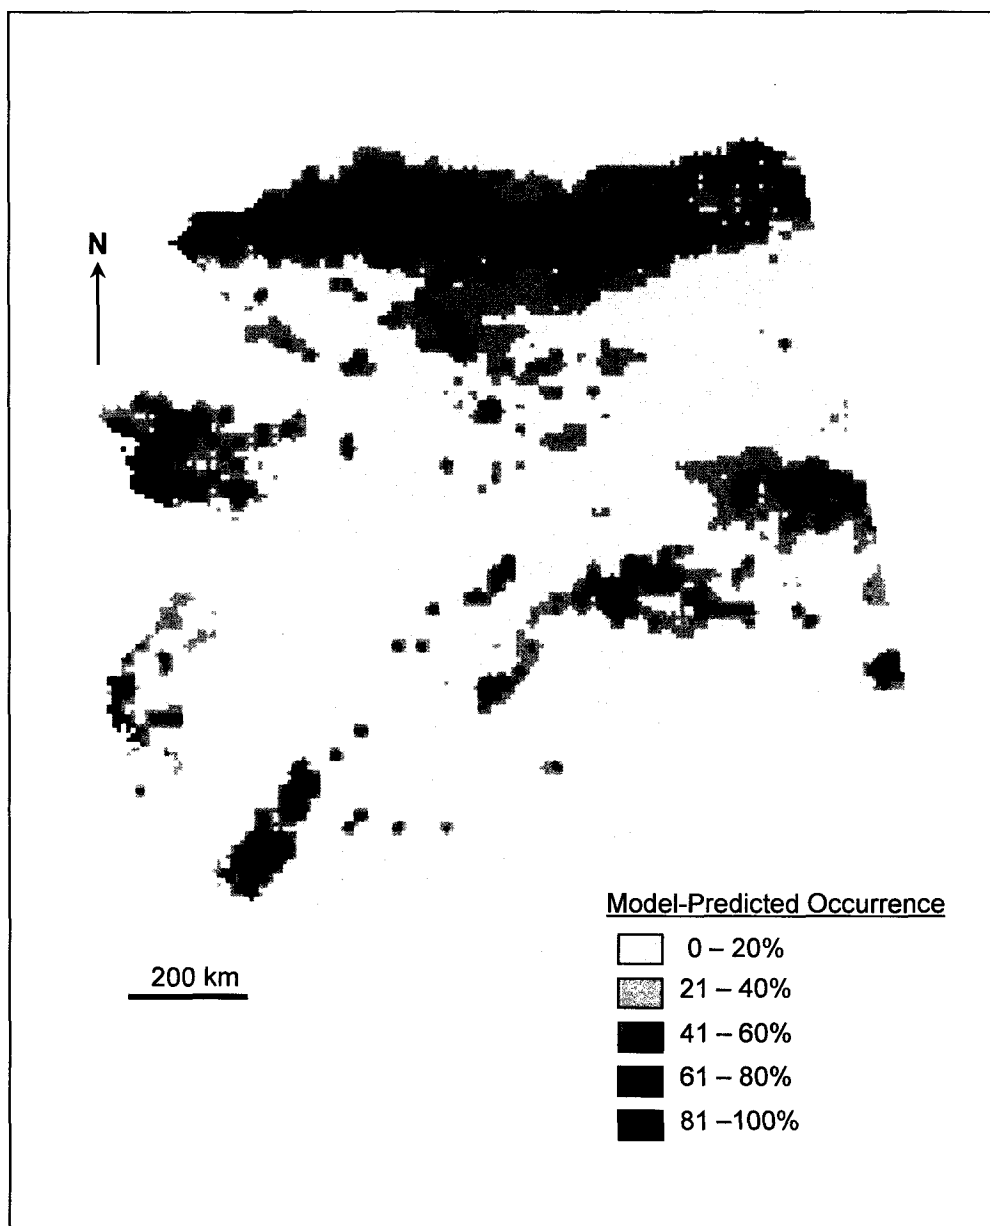 N
200 km
Model-Predicted Occurrence
0 – 20%
21 – 40%
41 – 60%
61 – 80%
81 –100%